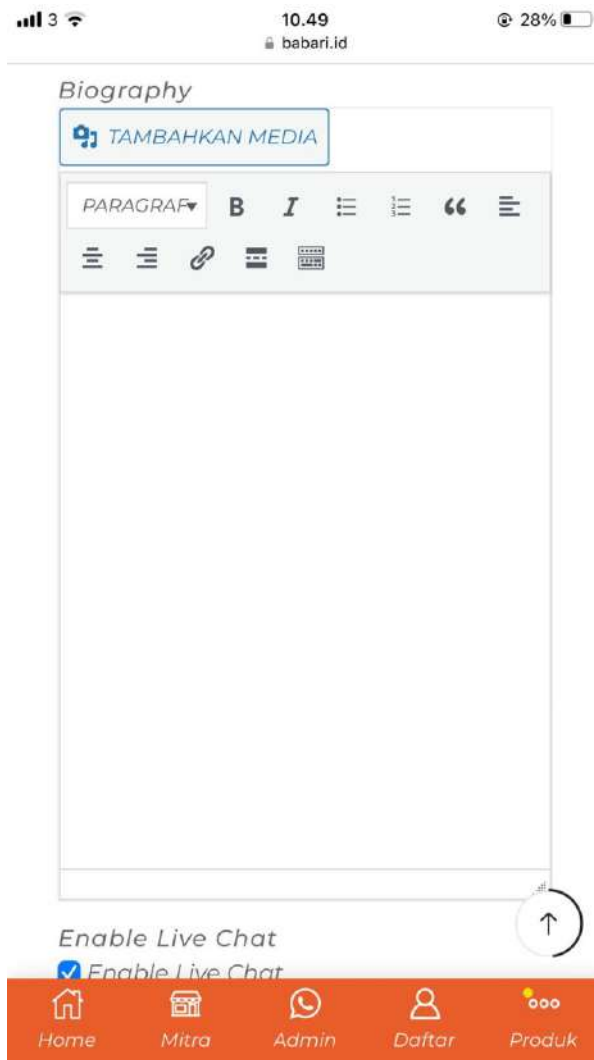 3 10.49 28%
babari.id
Biography
TAMBAHKAN MEDIA
PARAGRAF B I
Enable Live Chat
Enable Live Chat
Home Mitra Admin Daftar Produk